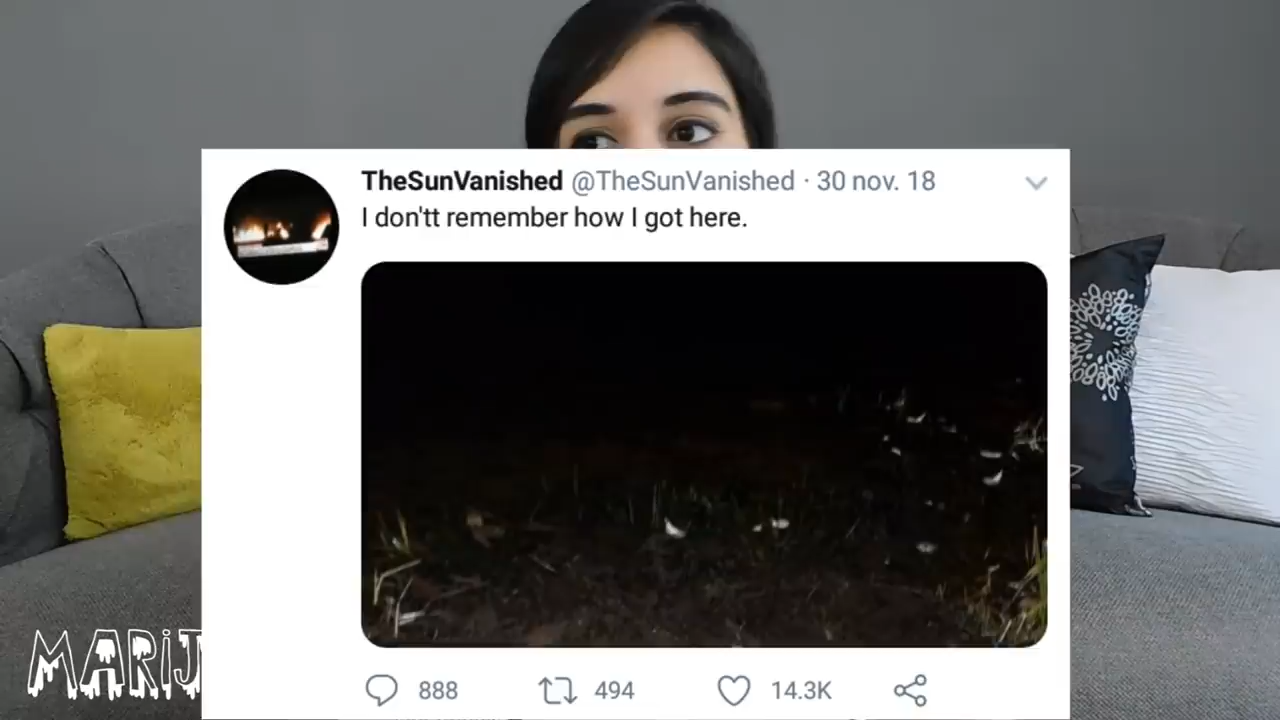 TheSunVanished @TheSunVanished · 30 nov. 18
I don'tt remember how I got here.
888 494 14.3K
MARIJ